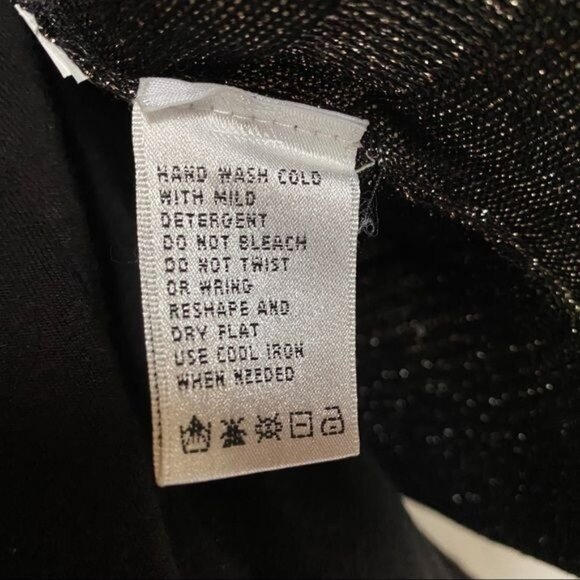 HAND WASH COLD
WITH MILD
DETERGENT
DO NOT BLEACH
DO NOT TWIST
OR WRING
RESHAPE AND
DRY FLAT
USE COOL IRON
WHEN NEEDED